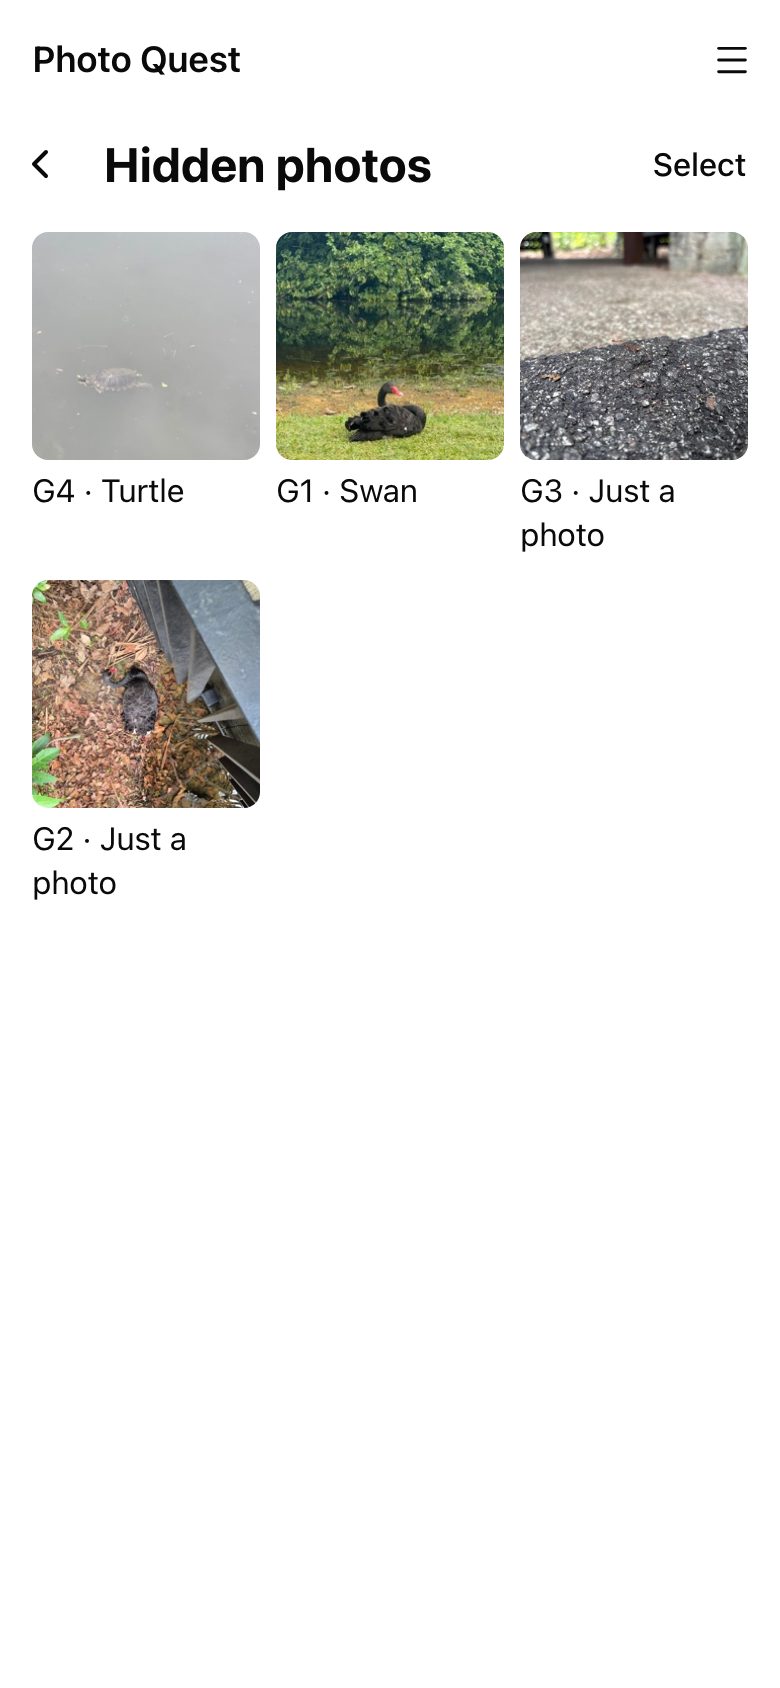 Photo Quest
Hidden photos
Select
G4 · Turtle
G1 · Swan
G3 · Just a
photo
G2 · Just a
photo